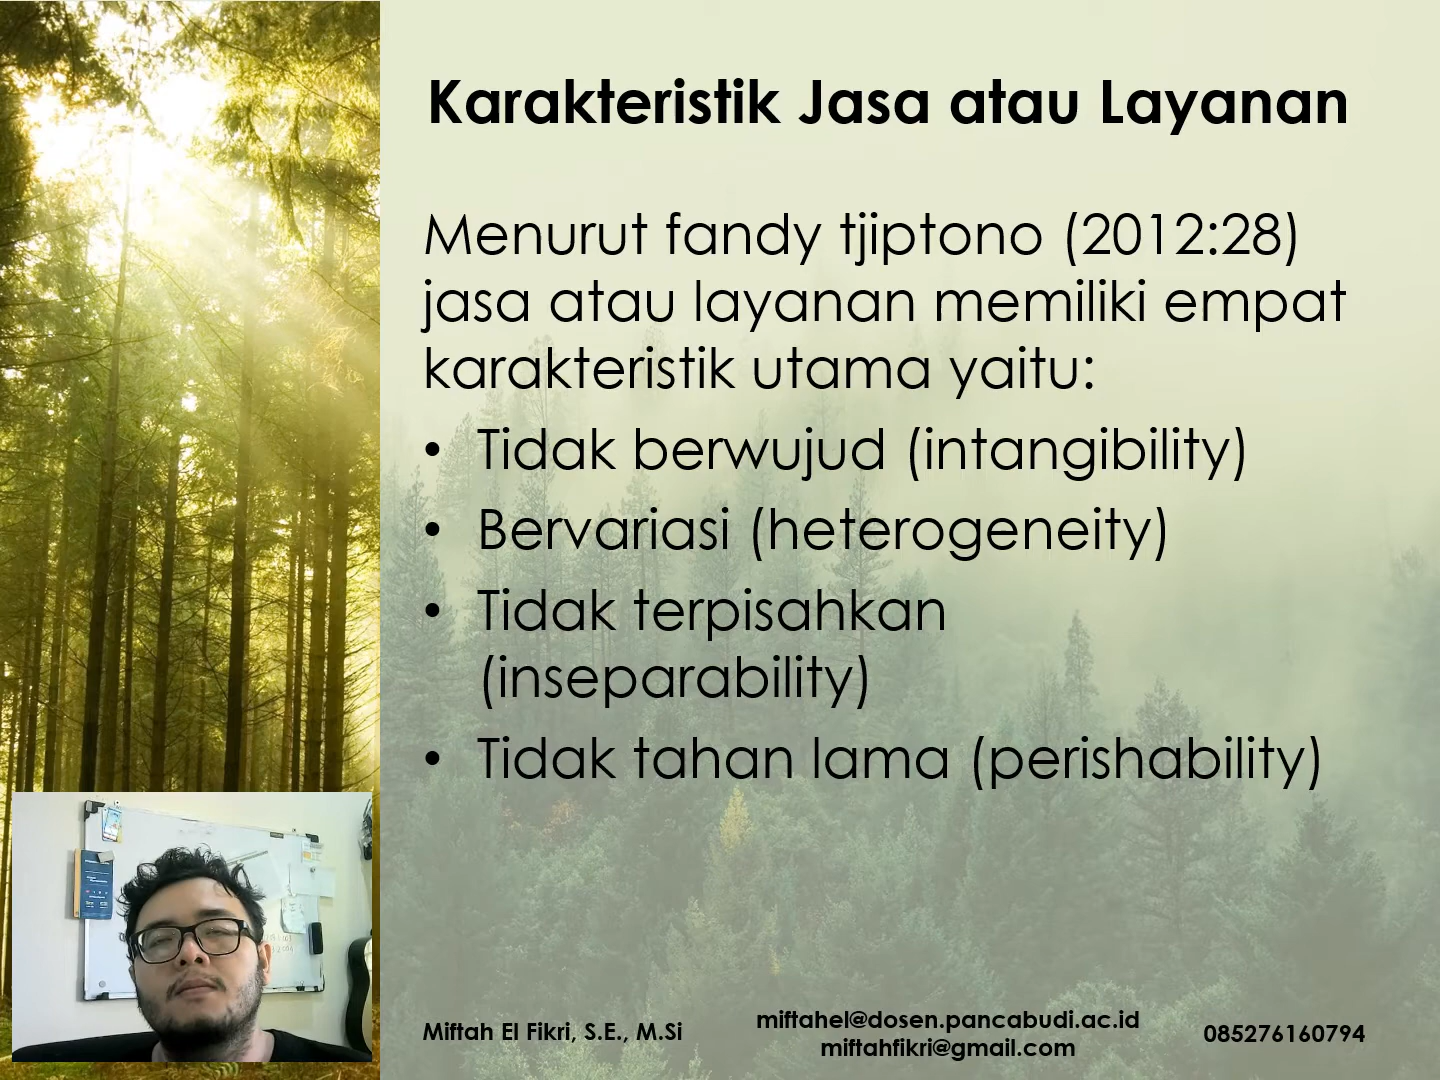 Karakteristik Jasa atau Layanan
Menurut fandy tjiptono (2012:28)
jasa atau layanan memiliki empat
karakteristik utama yaitu:
• Tidak berwujud (intangibility)
• Bervariasi (heterogeneity)
• Tidak terpisahkan
(inseparability)
• Tidak tahan lama (perishability)
Miftah El Fikri, S.E., M.Si
miftahel@dosen.pancabudi.ac.id
miftahfikri@gmail.com
085276160794